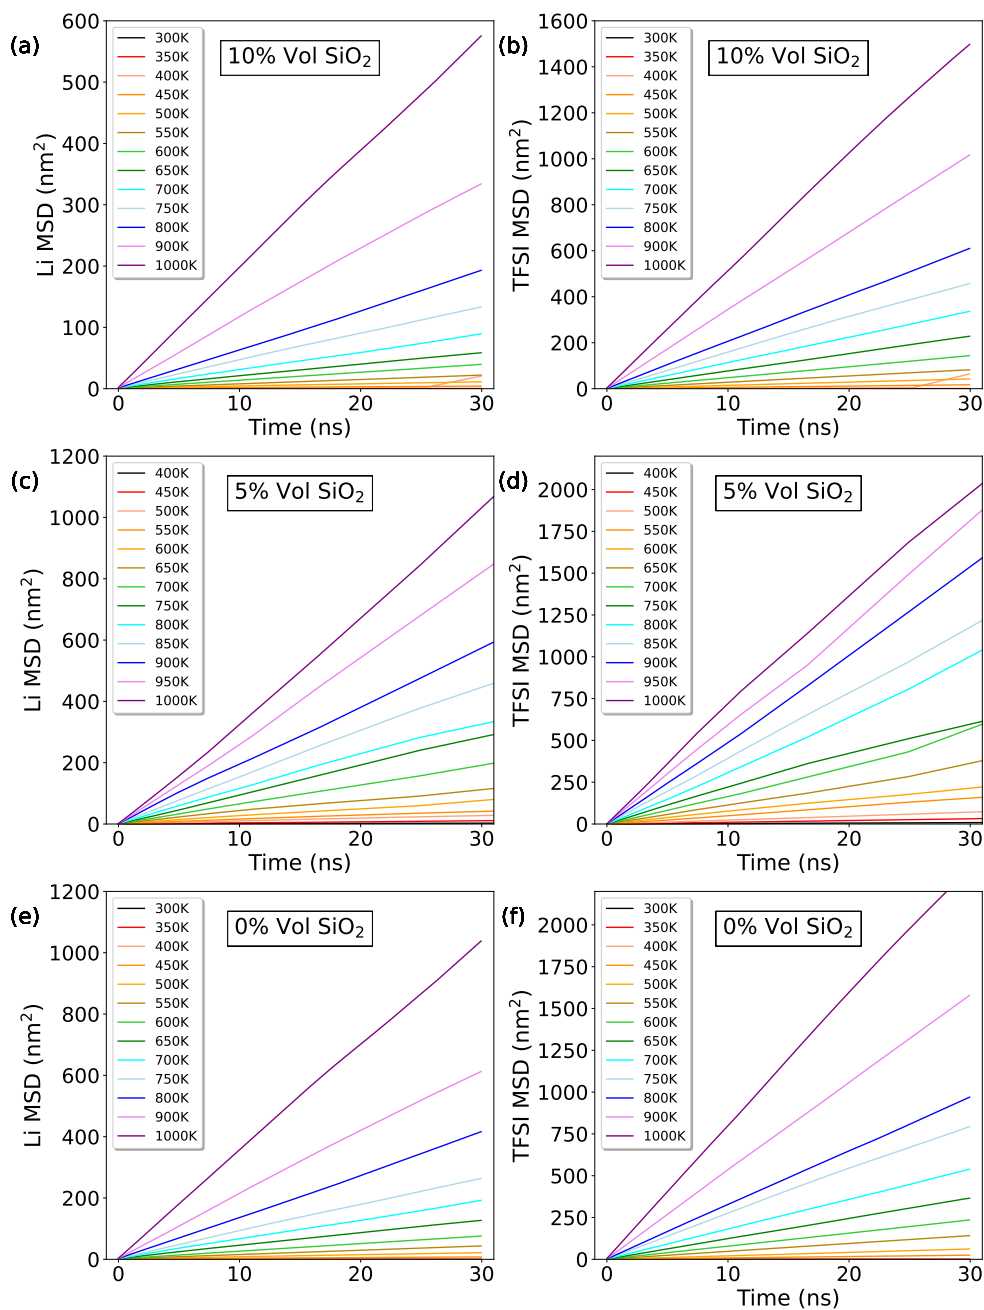 (a)
Li MSD (nm²)
600
500
400
300
200
100
0
300K
350K
400K
450K
500K
550K
600K
650K
700K
750K
800K
900K
1000K
10% Vol SiO₂
0 10 20 30
Time (ns)
(b)
TFSI MSD (nm²)
1600
1400
1200
1000
800
600
400
200
0
300K
350K
400K
450K
500K
550K
600K
650K
700K
750K
800K
900K
1000K
10% Vol SiO₂
0 10 20 30
Time (ns)
(c)
Li MSD (nm²)
1200
1000
800
600
400
200
0
400K
450K
500K
550K
600K
650K
700K
750K
800K
850K
900K
950K
1000K
5% Vol SiO₂
0 10 20 30
Time (ns)
(d)
TFSI MSD (nm²)
2000
1750
1500
1250
1000
750
500
250
0
400K
450K
500K
550K
600K
650K
700K
750K
800K
850K
900K
950K
1000K
5% Vol SiO₂
0 10 20 30
Time (ns)
(e)
Li MSD (nm²)
1200
1000
800
600
400
200
0
300K
350K
400K
450K
500K
550K
600K
650K
700K
750K
800K
900K
1000K
0% Vol SiO₂
0 10 20 30
Time (ns)
(f)
TFSI MSD (nm²)
2000
1750
1500
1250
1000
750
500
250
0
300K
350K
400K
450K
500K
550K
600K
650K
700K
750K
800K
900K
1000K
0% Vol SiO₂
0 10 20 30
Time (ns)